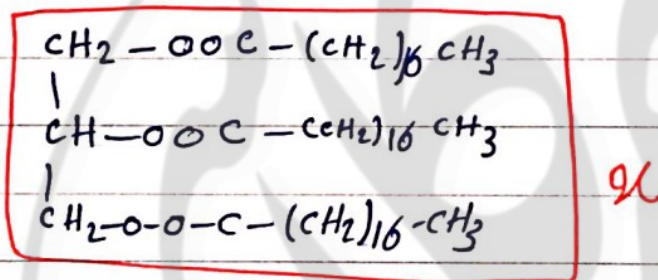 CH2 — OOC — (CH2)16 CH3
|
CH — OOC — (CH2)16 CH3
|
CH2-O-O-C-(CH2)16-CH3